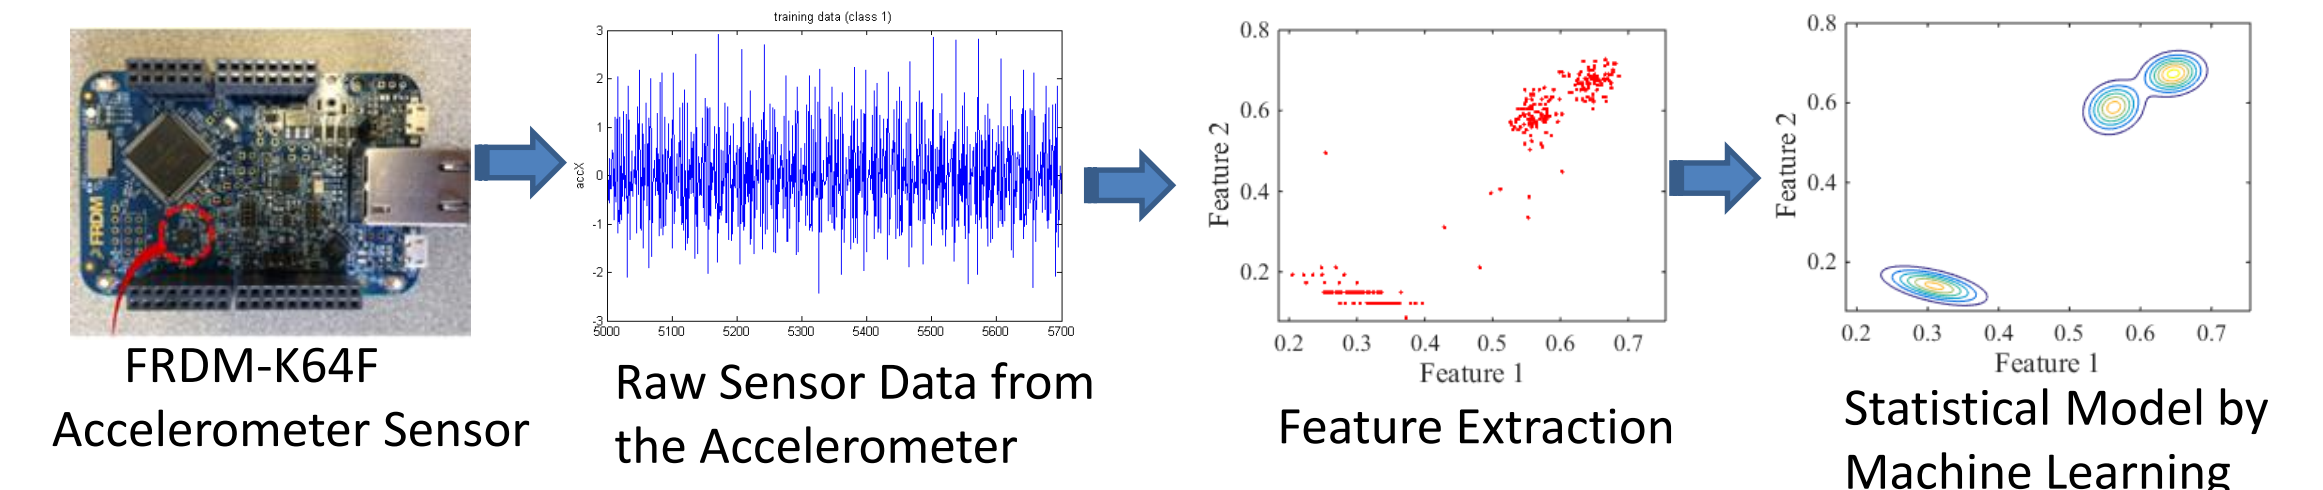 FRDM
FRDM-K64F
Accelerometer Sensor
training data (class 1)
3
2
1
0
-1
-2
-3
accX
5000 5100 5200 5300 5400 5500 5600 5700
Raw Sensor Data from
the Accelerometer
0.8
0.6
0.4
0.2
Feature 2
0.2 0.3 0.4 0.5 0.6 0.7
Feature 1
Feature Extraction
0.8
0.6
0.4
0.2
Feature 2
0.2 0.3 0.4 0.5 0.6 0.7
Feature 1
Statistical Model by
Machine Learning